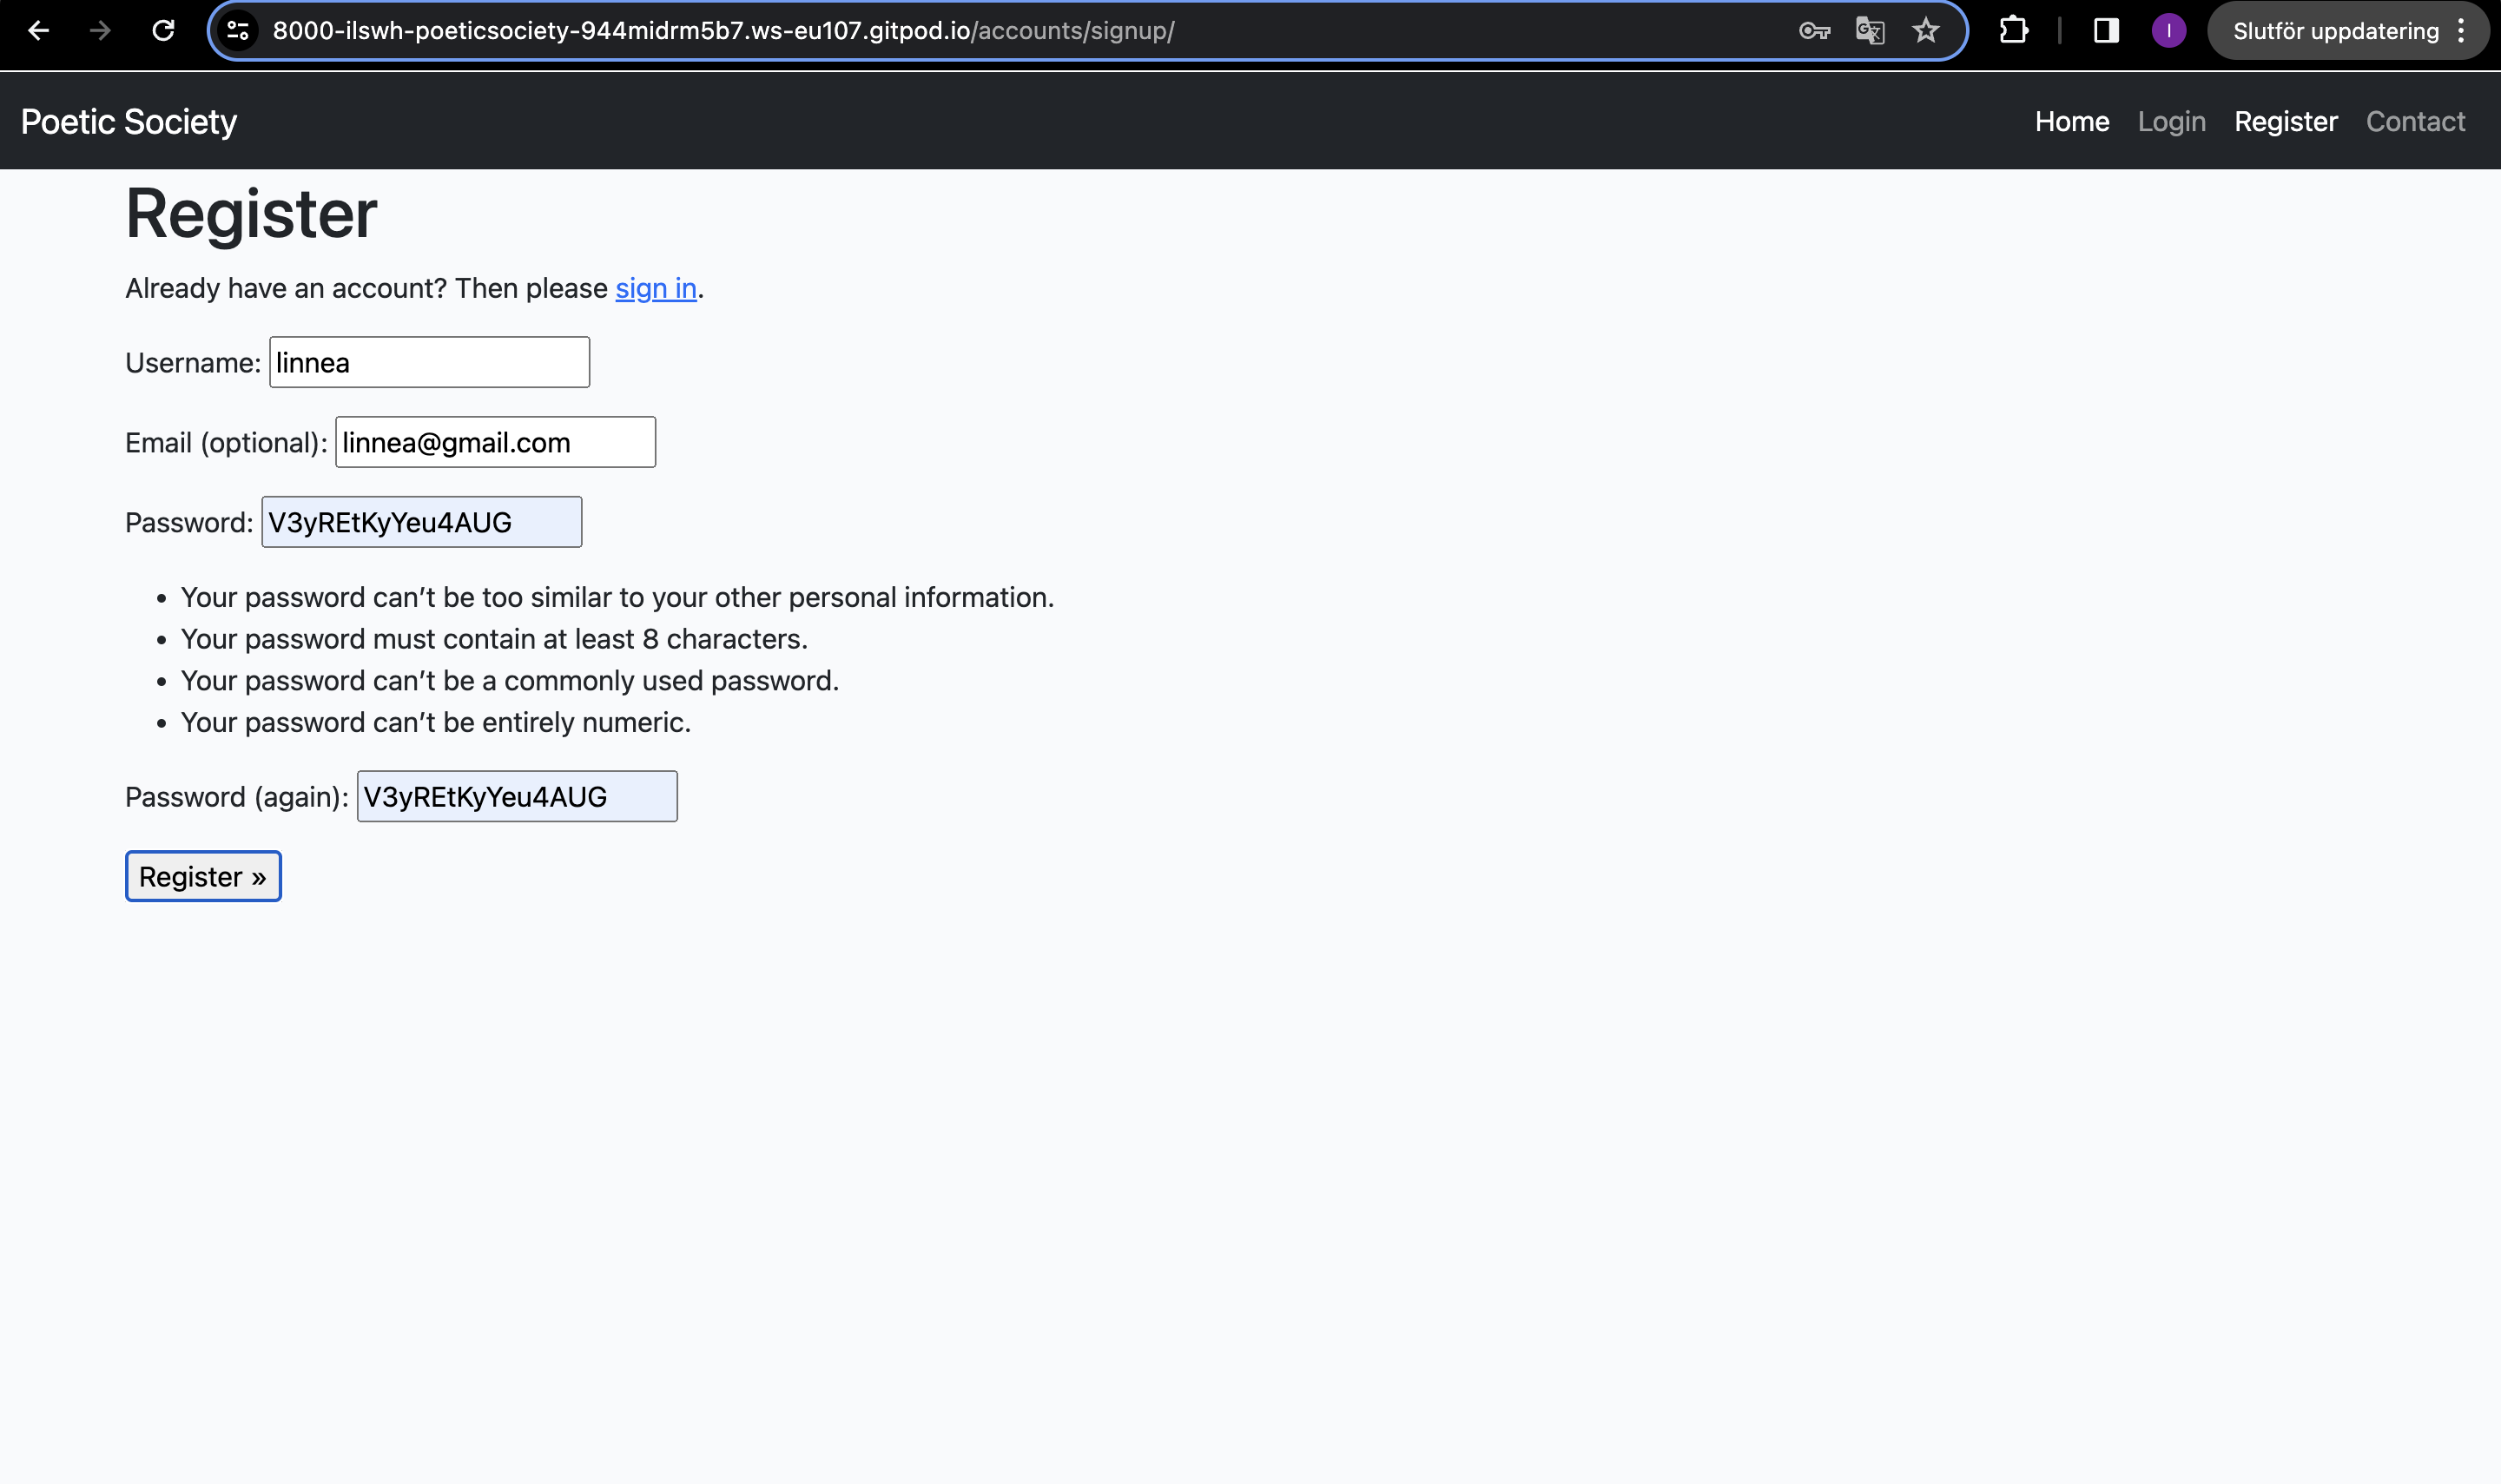 8000-ilswh-poeticsociety-944midrm5b7.ws-eu107.gitpod.io/accounts/signup/
I
Slutför uppdatering
Poetic Society
Home Login Register Contact
Register
Already have an account? Then please sign in.
Username: linnea
Email (optional): linnea@gmail.com
Password: V3yREtKyYeu4AUG
• Your password can’t be too similar to your other personal information.
• Your password must contain at least 8 characters.
• Your password can’t be a commonly used password.
• Your password can’t be entirely numeric.
Password (again): V3yREtKyYeu4AUG
Register »